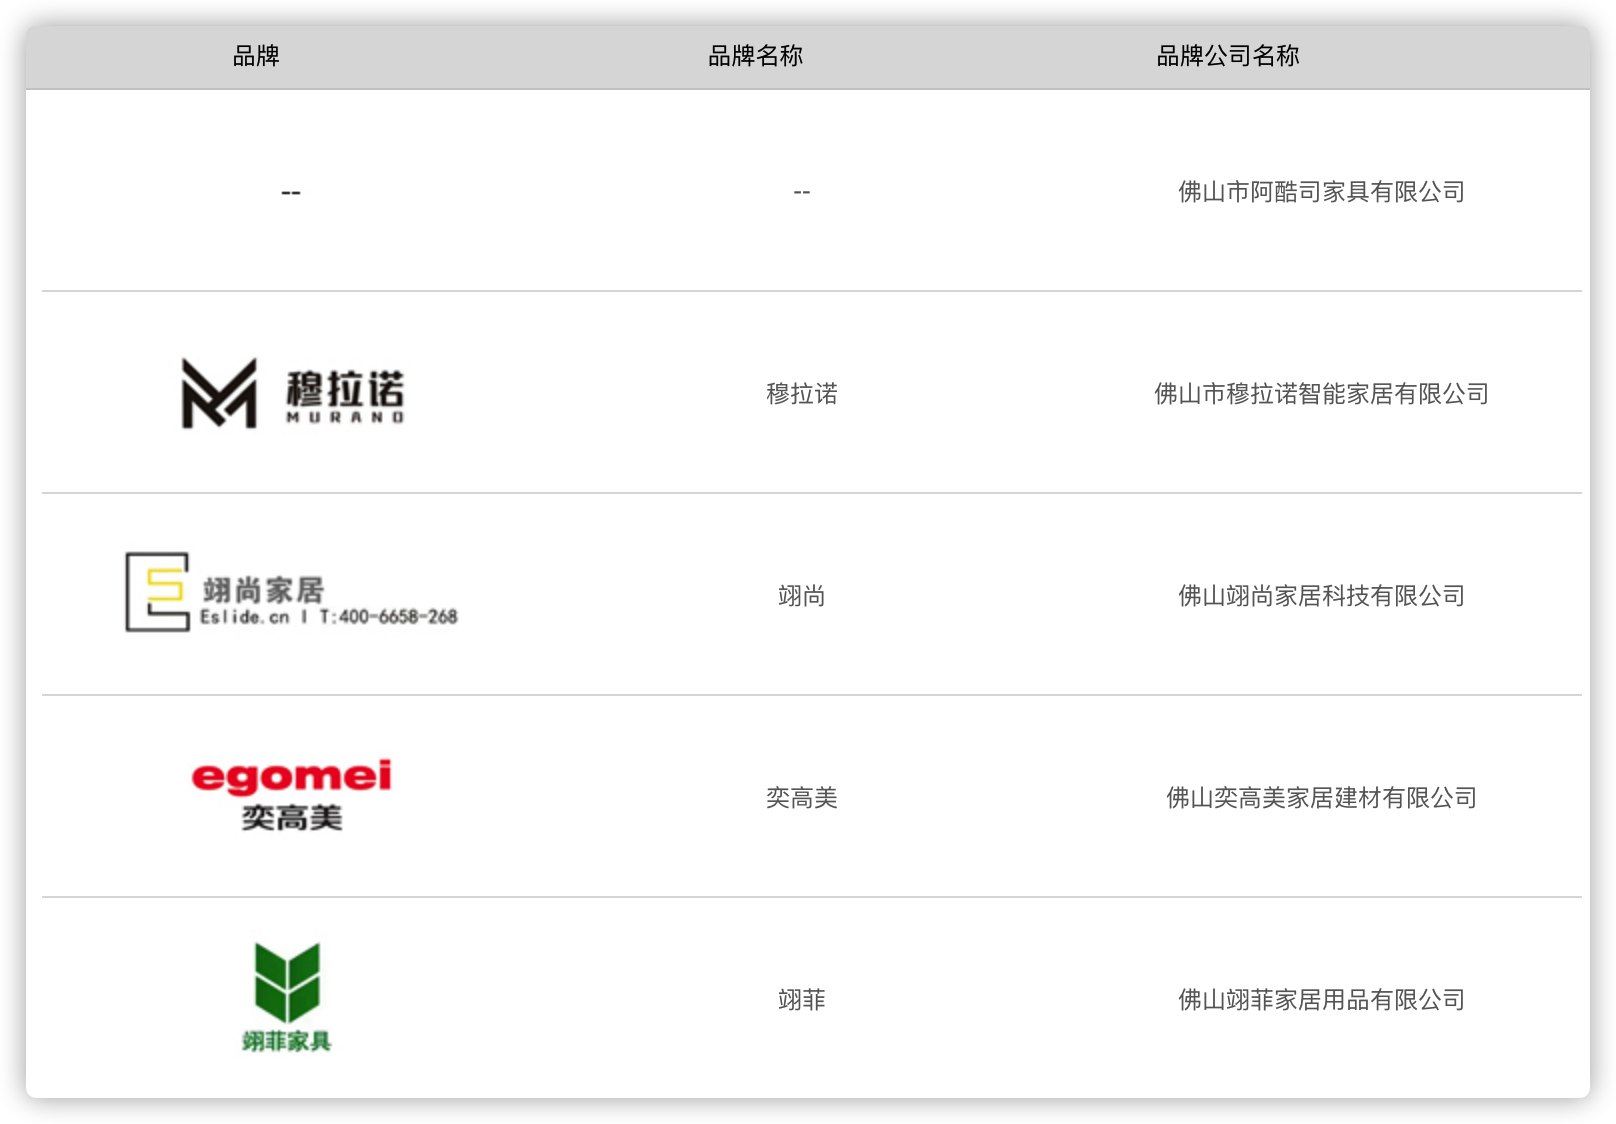 品牌 品牌名称 品牌公司名称
-- -- 佛山市阿酷司家具有限公司
穆拉诺
MURANO
穆拉诺 佛山市穆拉诺智能家居有限公司
翊尚家居
Eslide.cn | T:400-6658-268
翊尚 佛山翊尚家居科技有限公司
egomei
奕高美
奕高美 佛山奕高美家居建材有限公司
翊菲家具
翊菲 佛山翊菲家居用品有限公司